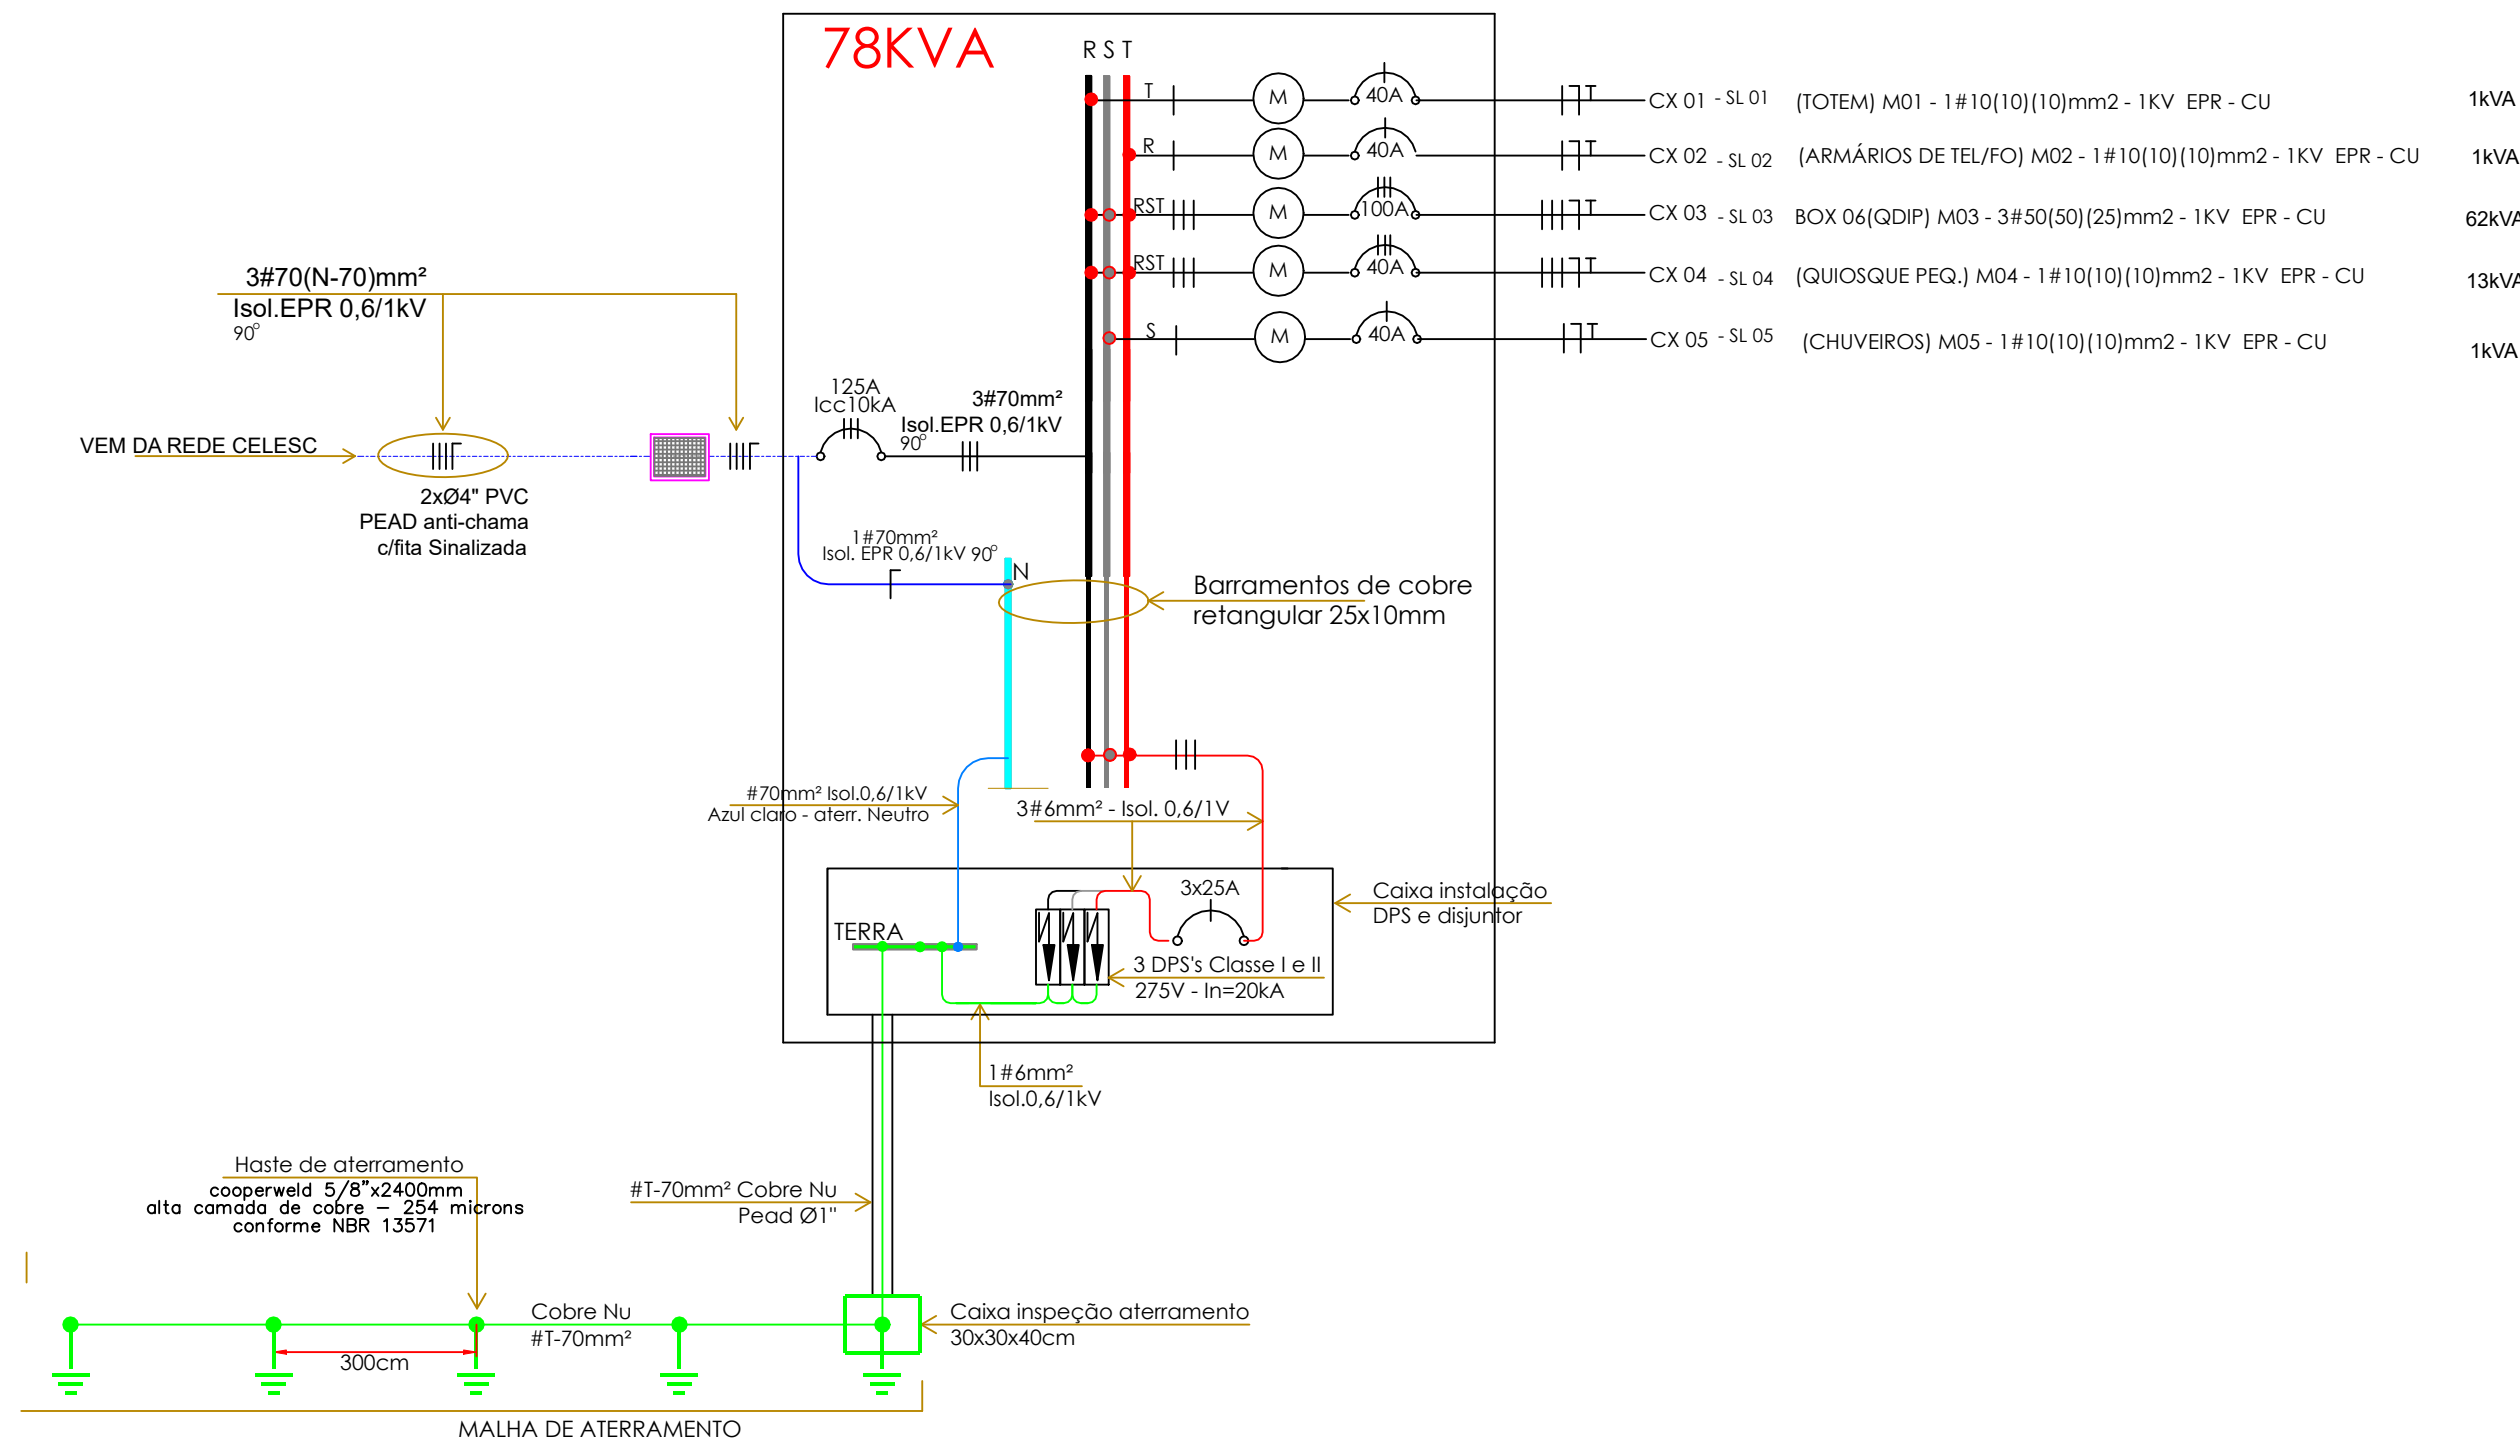 78KVA
R S T
T
M
40A
CX 01 - SL 01 (TOTEM) M01 - 1#10(10)(10)mm2 - 1KV EPR - CU 1kVA
R
M
40A
CX 02 - SL 02 (ARMÁRIOS DE TEL/FO) M02 - 1#10(10)(10)mm2 - 1KV EPR - CU 1kVA
RST
M
100A
CX 03 - SL 03 BOX 06(QDIP) M03 - 3#50(50)(25)mm2 - 1KV EPR - CU 62kVA
RST
M
40A
CX 04 - SL 04 (QUIOSQUE PEQ.) M04 - 1#10(10)(10)mm2 - 1KV EPR - CU 13kVA
S
M
40A
CX 05 - SL 05 (CHUVEIROS) M05 - 1#10(10)(10)mm2 - 1KV EPR - CU 1kVA
3#70(N-70)mm²
Isol.EPR 0,6/1kV
90°
VEM DA REDE CELESC
2xØ4" PVC
PEAD anti-chama
c/fita Sinalizada
125A
Icc10kA
3#70mm²
Isol.EPR 0,6/1kV
90°
1#70mm²
Isol. EPR 0,6/1kV 90°
N
Barramentos de cobre
retangular 25x10mm
#70mm² Isol.0,6/1kV
Azul claro - aterr. Neutro
3#6mm² - Isol. 0,6/1V
TERRA
3x25A
Caixa instalação
DPS e disjuntor
3 DPS's Classe I e II
275V - In=20kA
1#6mm²
Isol.0,6/1kV
Haste de aterramento
cooperweld 5/8"x2400mm
alta camada de cobre – 254 microns
conforme NBR 13571
#T-70mm² Cobre Nu
Pead Ø1"
Cobre Nu
#T-70mm²
300cm
Caixa inspeção aterramento
30x30x40cm
MALHA DE ATERRAMENTO